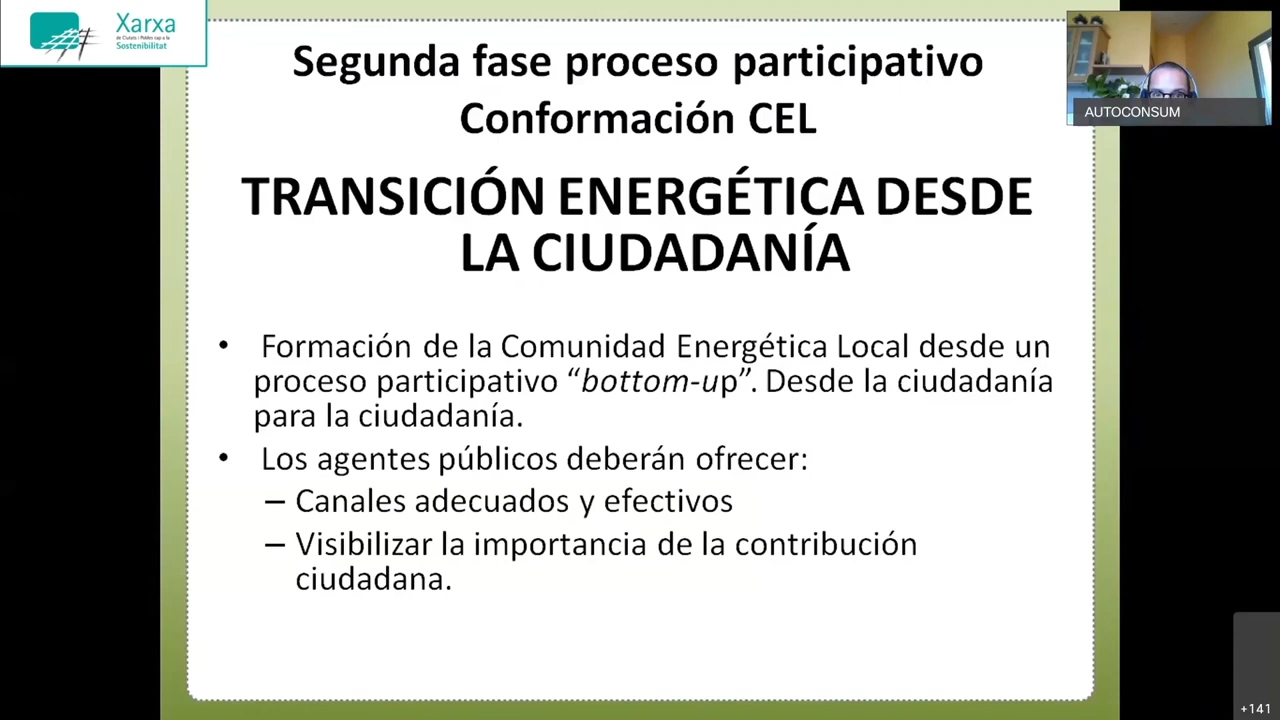 Xarxa
de Ciutats i Pobles cap a la
Sostenibilitat
AUTOCONSUM
Segunda fase proceso participativo
Conformación CEL
TRANSICIÓN ENERGÉTICA DESDE
LA CIUDADANÍA
• Formación de la Comunidad Energética Local desde un
proceso participativo “bottom-up”. Desde la ciudadanía
para la ciudadanía.
• Los agentes públicos deberán ofrecer:
– Canales adecuados y efectivos
– Visibilizar la importancia de la contribución
ciudadana.
+141